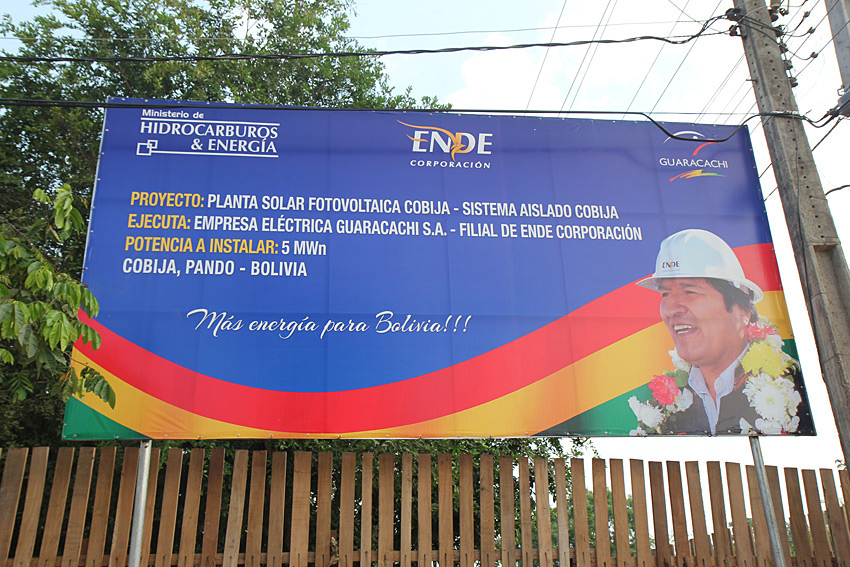 Ministerio de
HIDROCARBUROS
& ENERGÍA
ENDE
CORPORACIÓN
GUARACACHI
PROYECTO: PLANTA SOLAR FOTOVOLTAICA COBIJA - SISTEMA AISLADO COBIJA
EJECUTA: EMPRESA ELÉCTRICA GUARACACHI S.A. - FILIAL DE ENDE CORPORACIÓN
POTENCIA A INSTALAR: 5 MWn
COBIJA, PANDO - BOLIVIA
ENDE
Más energía para Bolivia!!!